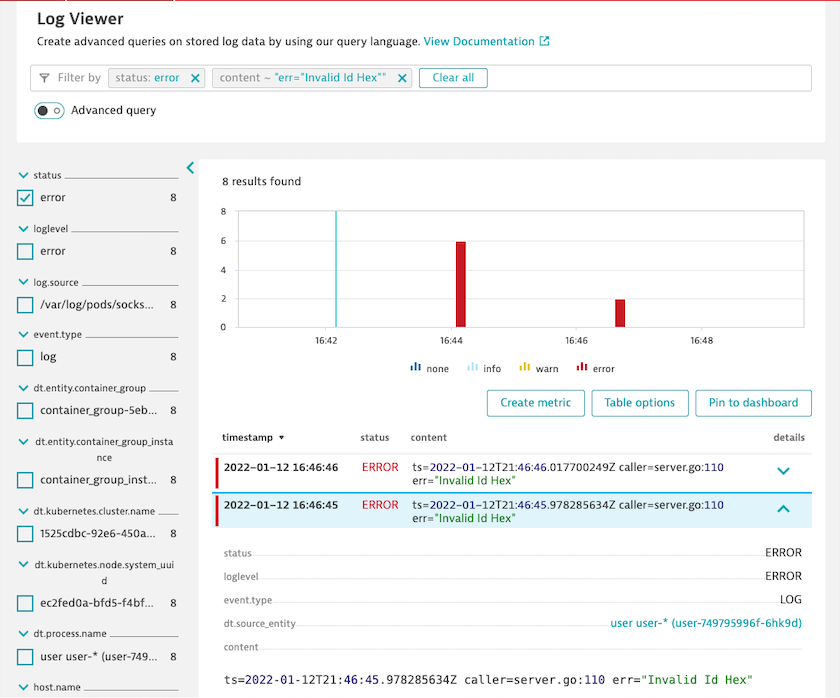 Log Viewer
Create advanced queries on stored log data by using our query language. View Documentation
Filter by status: error content ~ "err="Invalid Id Hex"" Clear all
Advanced query
status
error 8
loglevel
error 8
log.source
/var/log/pods/socks... 8
event.type
log 8
dt.entity.container_group
container_group-5eb... 8
dt.entity.container_group_insta
nce
container_group_inst... 8
dt.kubernetes.cluster.name
1525cdbc-92e6-450a... 8
dt.kubernetes.node.system_uui
d
ec2fed0a-bfd5-f4bf... 8
dt.process.name
user user-* (user-749... 8
host.name
8 results found
8
6
4
2
0
16:42 16:44 16:46 16:48
none info warn error
Create metric Table options Pin to dashboard
timestamp status content details
2022-01-12 16:46:46 ERROR ts=2022-01-12T21:46:46.017700249Z caller=server.go:110
err="Invalid Id Hex"
2022-01-12 16:46:45 ERROR ts=2022-01-12T21:46:45.978285634Z caller=server.go:110
err="Invalid Id Hex"
status ERROR
loglevel ERROR
event.type LOG
dt.source_entity user user-* (user-749795996f-6hk9d)
content
ts=2022-01-12T21:46:45.978285634Z caller=server.go:110 err="Invalid Id Hex"